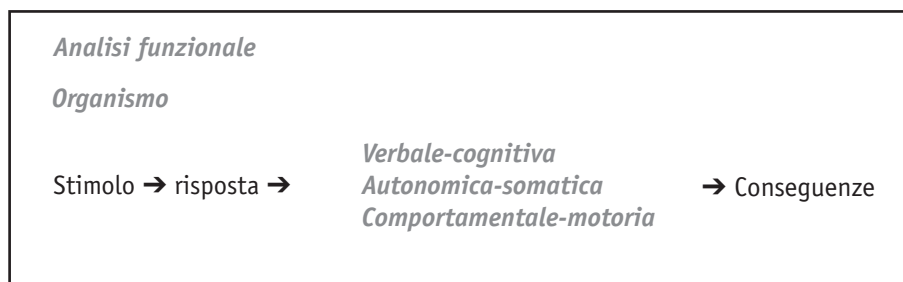 Analisi funzionale
Organismo
Verbale-cognitiva
Stimolo ➔ risposta ➔ Autonomica-somatica ➔ Conseguenze
Comportamentale-motoria